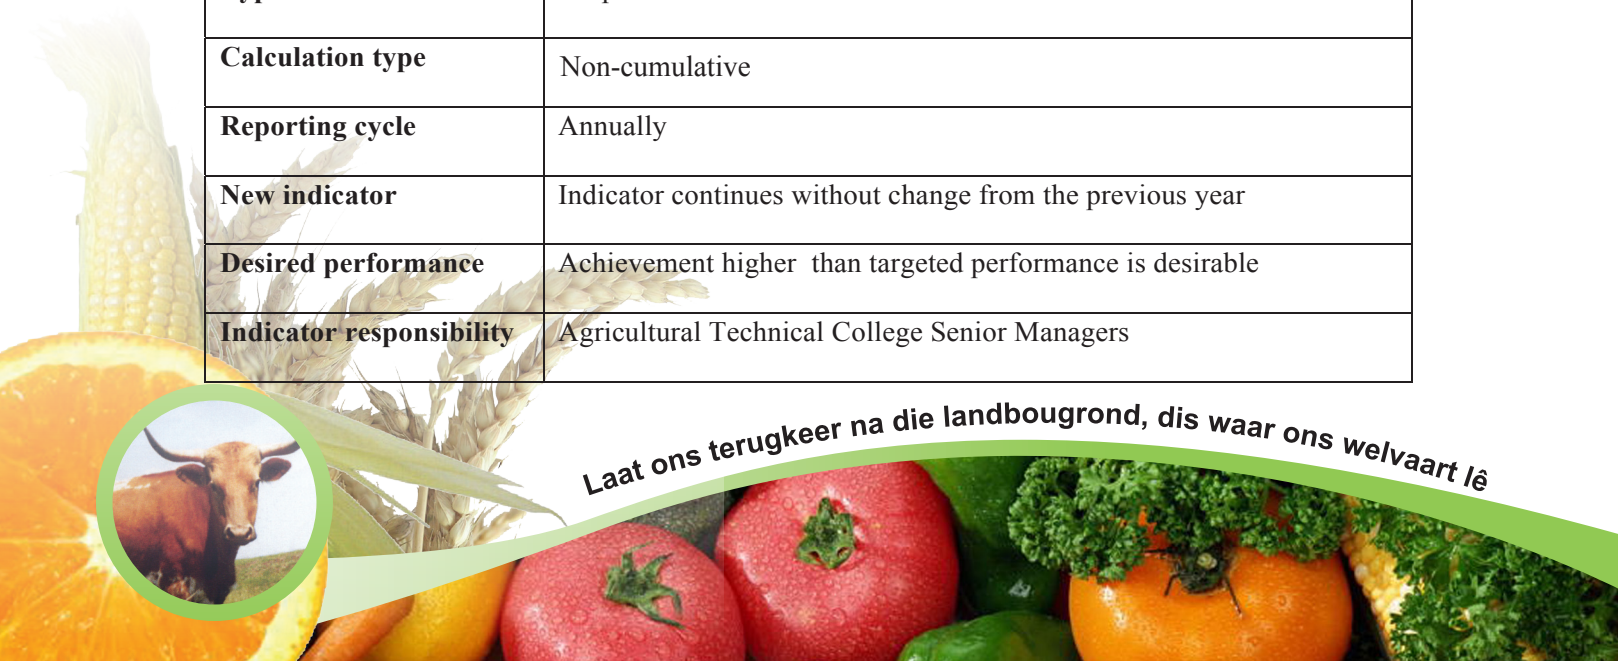 Calculation type
Non-cumulative
Reporting cycle
Annually
New indicator
Indicator continues without change from the previous year
Desired performance
Achievement higher than targeted performance is desirable
Indicator responsibility
Agricultural Technical College Senior Managers
Laat ons terugkeer na die landbougrond, dis waar ons welvaart lê